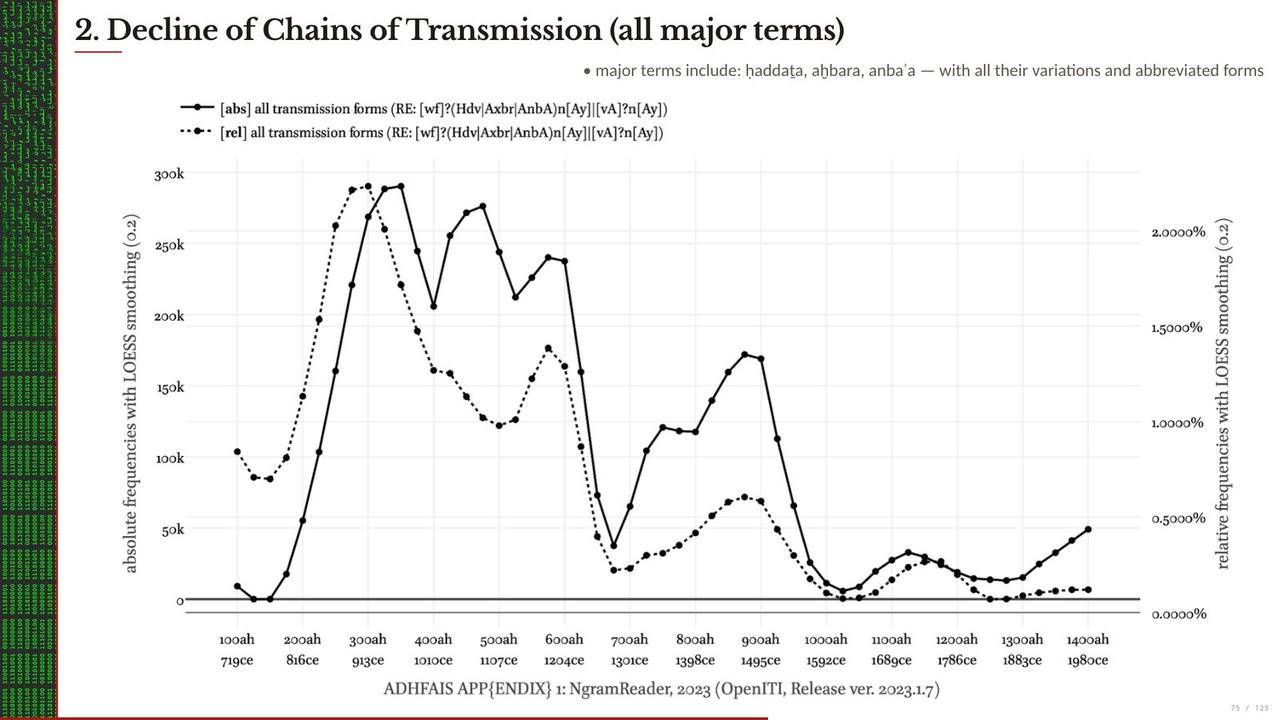 2. Decline of Chains of Transmission (all major terms)
• major terms include: ḥaddaṯa, aḫbara, anbaʾa — with all their variations and abbreviated forms
[abs] all transmission forms (RE: [wf]?(Hdv|Axbr|AnbA)n[Ay]|[vA]?n[Ay])
[rel] all transmission forms (RE: [wf]?(Hdv|Axbr|AnbA)n[Ay]|[vA]?n[Ay])
300k
250k
200k
150k
100k
50k
0
absolute frequencies with LOESS smoothing (0.2)
2.0000%
1.5000%
1.0000%
0.5000%
0.0000%
relative frequencies with LOESS smoothing (0.2)
100ah 200ah 300ah 400ah 500ah 600ah 700ah 800ah 900ah 1000ah 1100ah 1200ah 1300ah 1400ah
719ce 816ce 913ce 1010ce 1107ce 1204ce 1301ce 1398ce 1495ce 1592ce 1689ce 1786ce 1883ce 1980ce
ADHFAIS APP{ENDIX} 1: NgramReader, 2023 (OpenITI, Release ver. 2023.1.7)
75 / 125